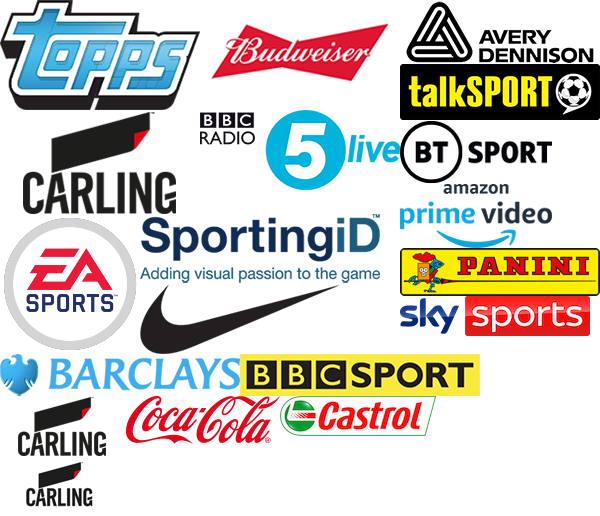 topps
Budweiser
AVERY
DENNISON
talkSPORT
BBC
RADIO
5 live
BT SPORT
CARLING
amazon
prime video
SportingiD™
Adding visual passion to the game
EA
SPORTS™
PANINI
sky sports
BARCLAYS
BBC SPORT
CARLING
Coca-Cola®
Castrol
CARLING